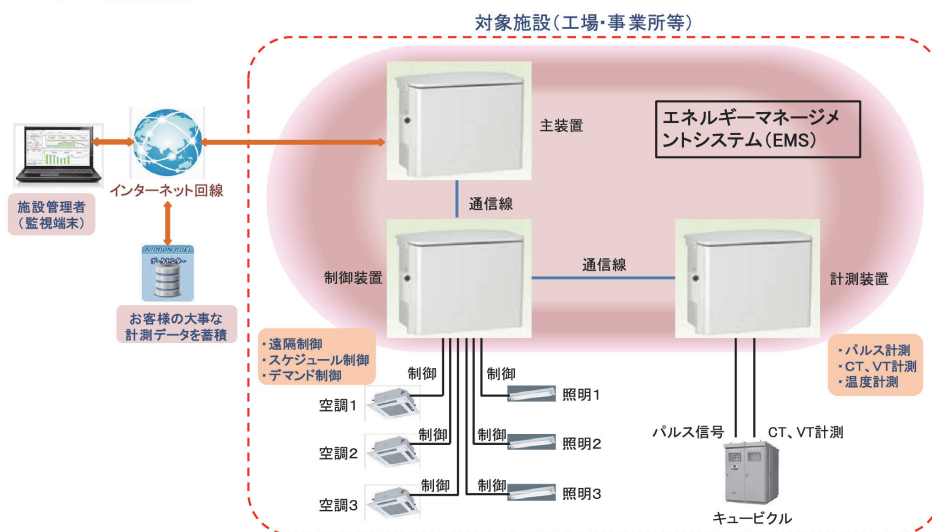 対象施設（工場・事業所等）
主装置
エネルギーマネージメ
ントシステム（EMS）
インターネット回線
施設管理者
（監視端末）
通信線
データセンター
お客様の大事な
計測データを蓄積
制御装置
通信線
計測装置
・遠隔制御
・スケジュール制御
・デマンド制御
・パルス計測
・CT、VT計測
・温度計測
制御
制御
空調1
照明1
制御
制御
空調2
照明2
制御
制御
空調3
照明3
パルス信号
CT、VT計測
キュービクル